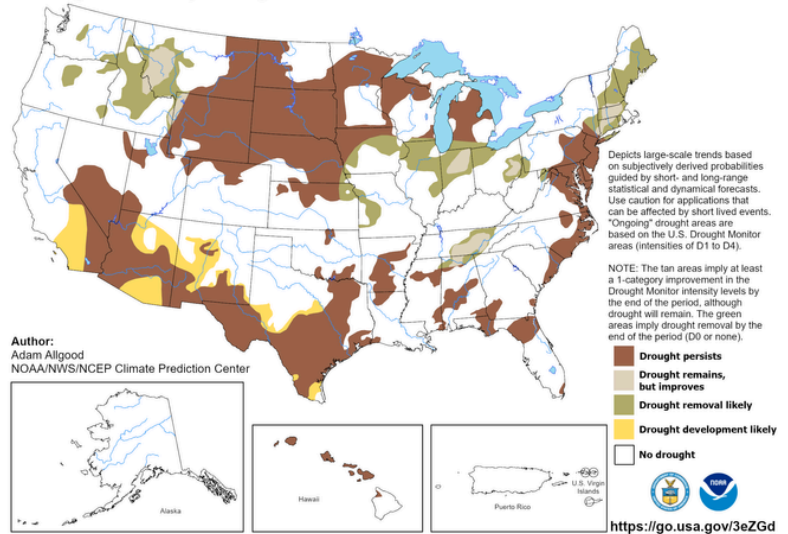 Depicts large-scale trends based
on subjectively derived probabilities
guided by short- and long-range
statistical and dynamical forecasts.
Use caution for applications that
can be affected by short lived events.
"Ongoing" drought areas are
based on the U.S. Drought Monitor
areas (intensities of D1 to D4).
NOTE: The tan areas imply at least
a 1-category improvement in the
Drought Monitor intensity levels by
the end of the period, although
drought will remain. The green
areas imply drought removal by the
end of the period (D0 or none).
Author:
Adam Allgood
NOAA/NWS/NCEP Climate Prediction Center
Drought persists
Drought remains,
but improves
Drought removal likely
Drought development likely
No drought
Alaska
Hawaii
Puerto Rico
U.S. Virgin
Islands
NOAA
https://go.usa.gov/3eZGd